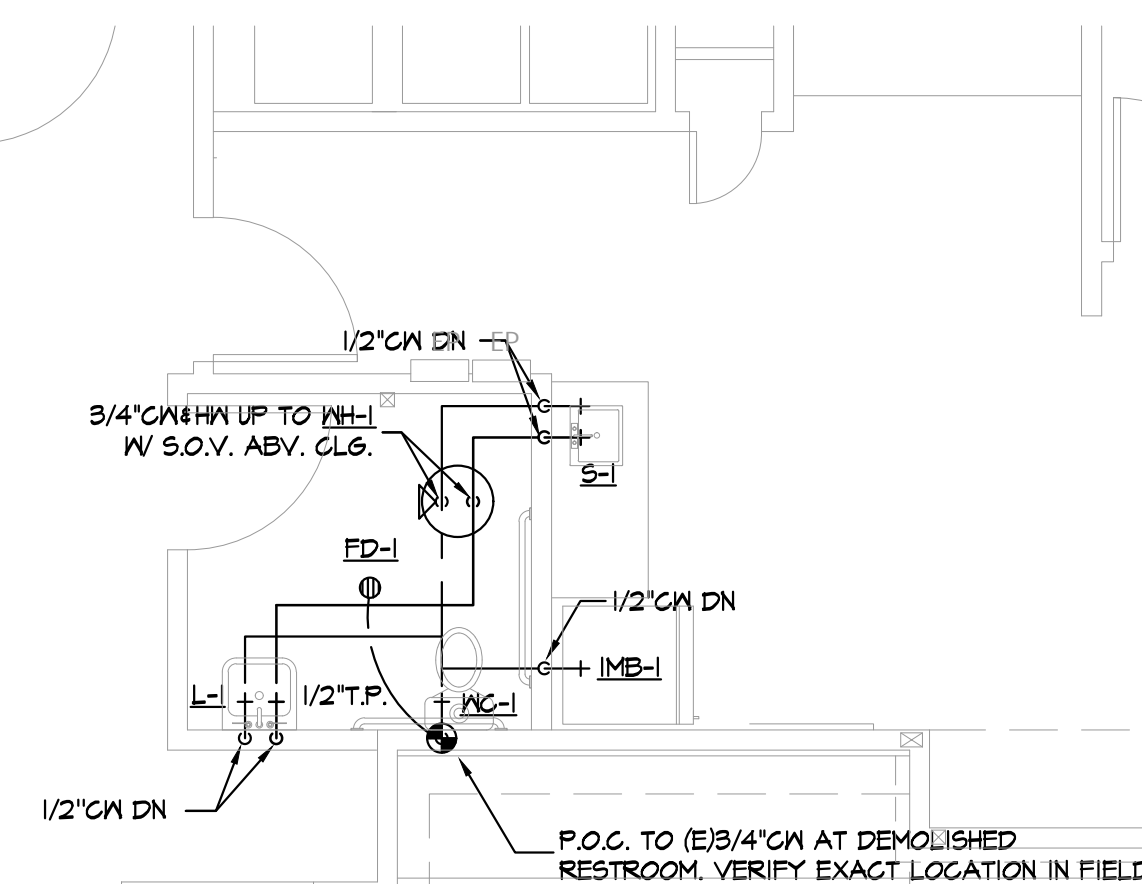 1/2"CW DN
EP
EP
3/4"CW&HW UP TO WH-1
W/ S.O.V. ABV. CLG.
S-1
FD-1
1/2"CW DN
IMB-1
L-1
1/2"T.P.
WC-1
1/2"CW DN
P.O.C. TO (E)3/4"CW AT DEMOLISHED
RESTROOM. VERIFY EXACT LOCATION IN FIELD